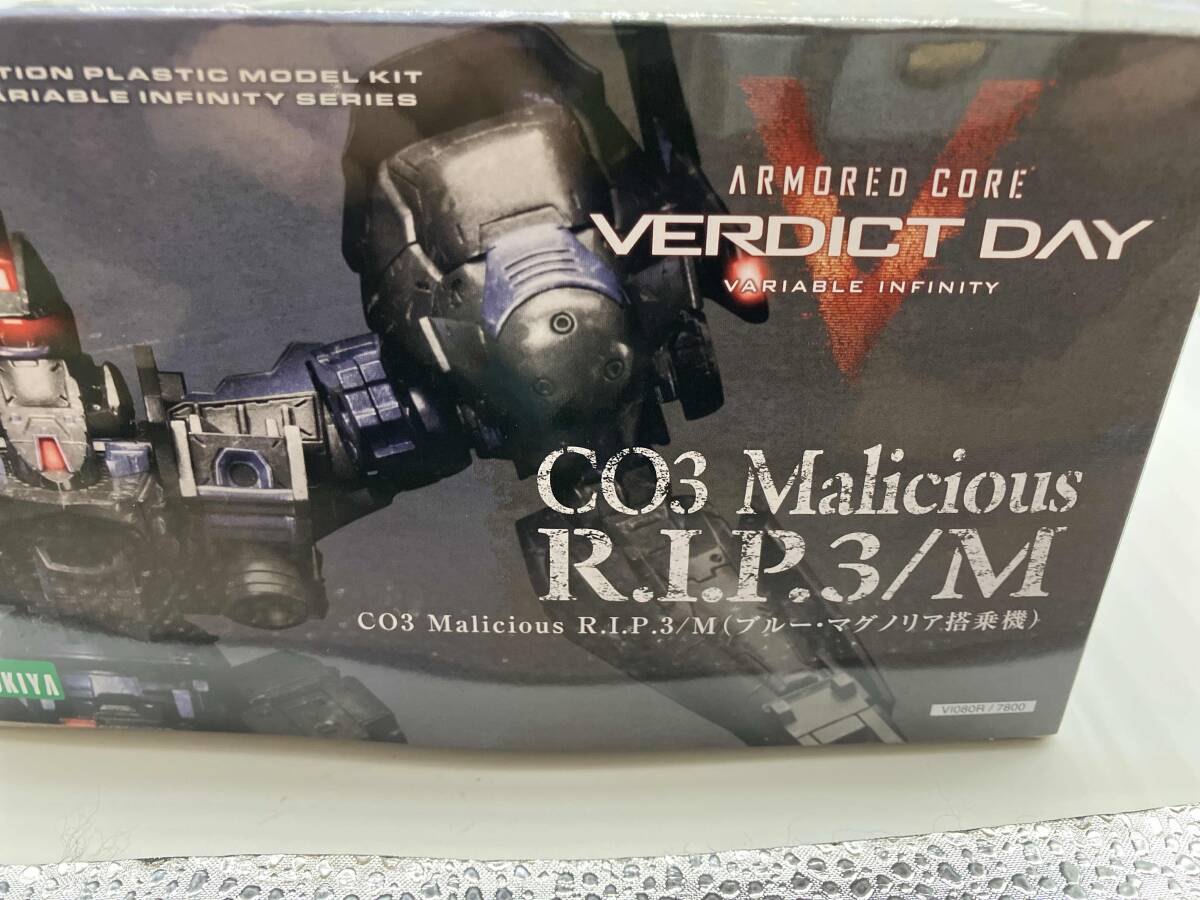 TION PLASTIC MODEL KIT
ARIABLE INFINITY SERIES
V
ARMORED CORE
VERDICT DAY
VARIABLE INFINITY
CO3 Malicious
R.I.P.3/M
CO3 Malicious R.I.P.3/M(ブルー・マグノリア搭乗機)
UKIYA
VI080R / 7800